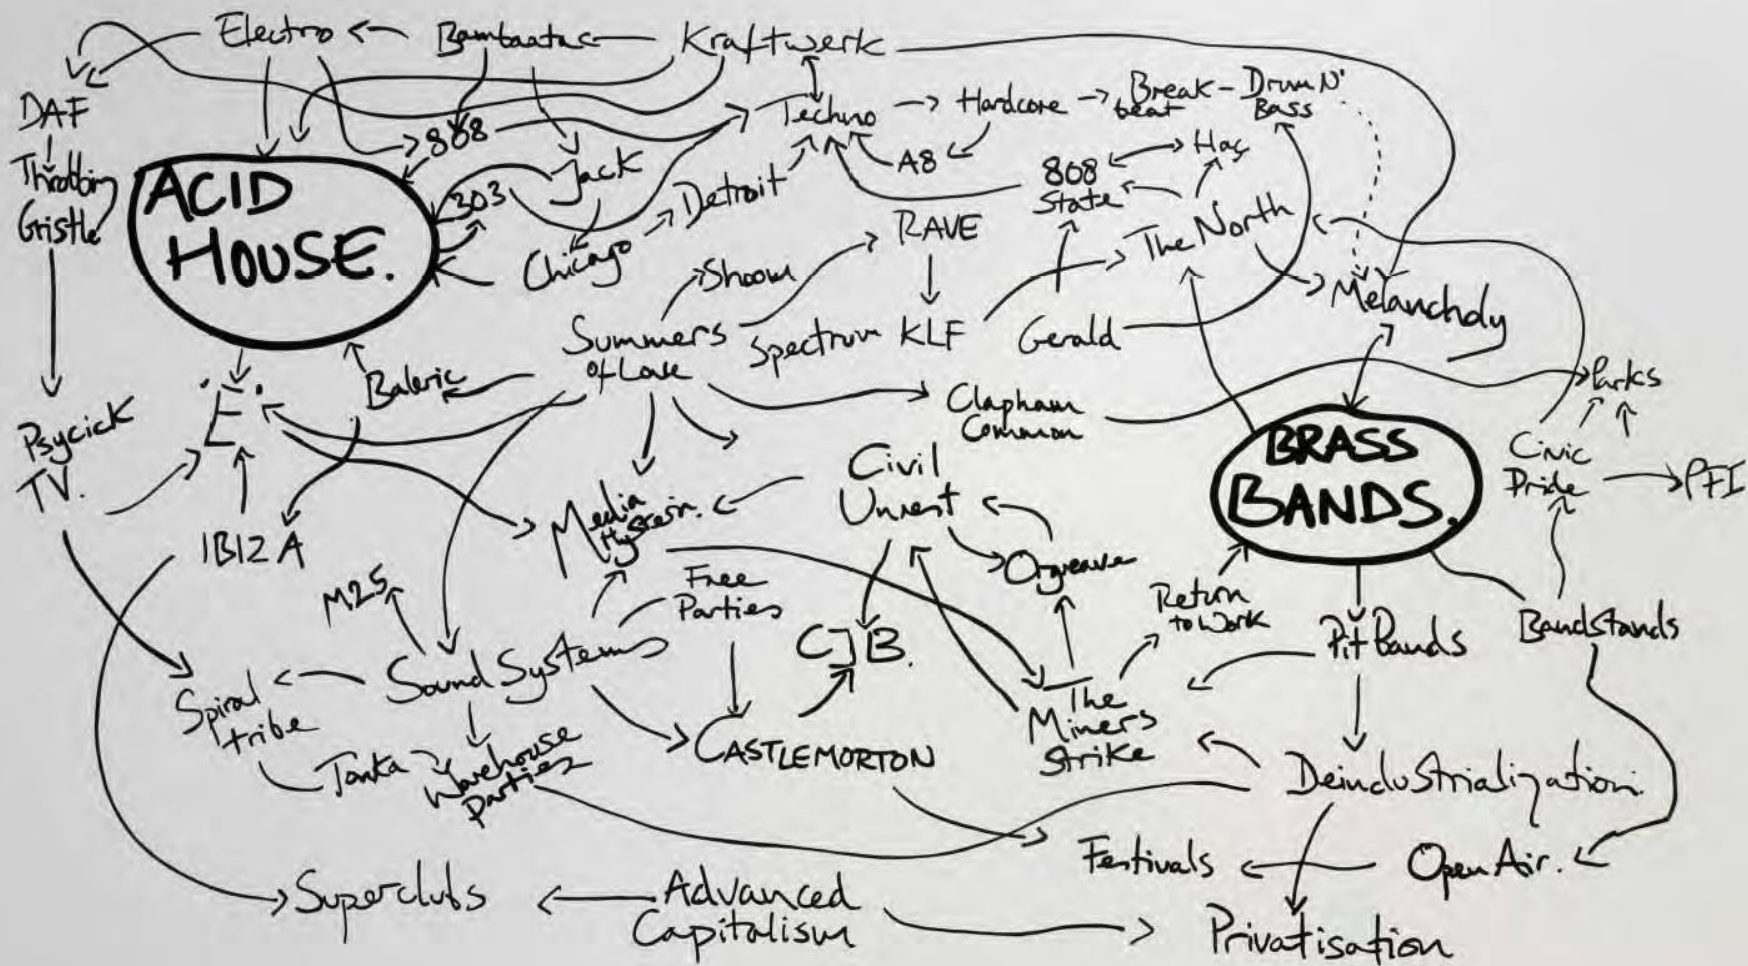 Electro
Bambaataa
Kraftwerk
DAF
Throbbing
Gristle
ACID
HOUSE.
808
303
Jack
Chicago
Detroit
Techno
Hardcore
Break
beat
Drum N'
Bass
A8
808
State
Haç
The North
RAVE
Shoom
Summers
of Love
Spectrum
KLF
Gerald
Melancholy
Parks
Baleric
'E'
Psycick
TV.
IBIZA
Clapham
Common
Civil
Unrest
Media
Hysteria.
BRASS
BANDS.
Civic
Pride
PFI
Orgreave
Return
to Work
Pit Bands
Bandstands
M25
Free
Parties
CJB.
Sound Systems
Spiral
tribe
Tonka
Warehouse
parties
CASTLEMORTON
The
Miners
Strike
Deindustrialization
Festivals
Open Air.
Superclubs
Advanced
Capitalism
Privatisation